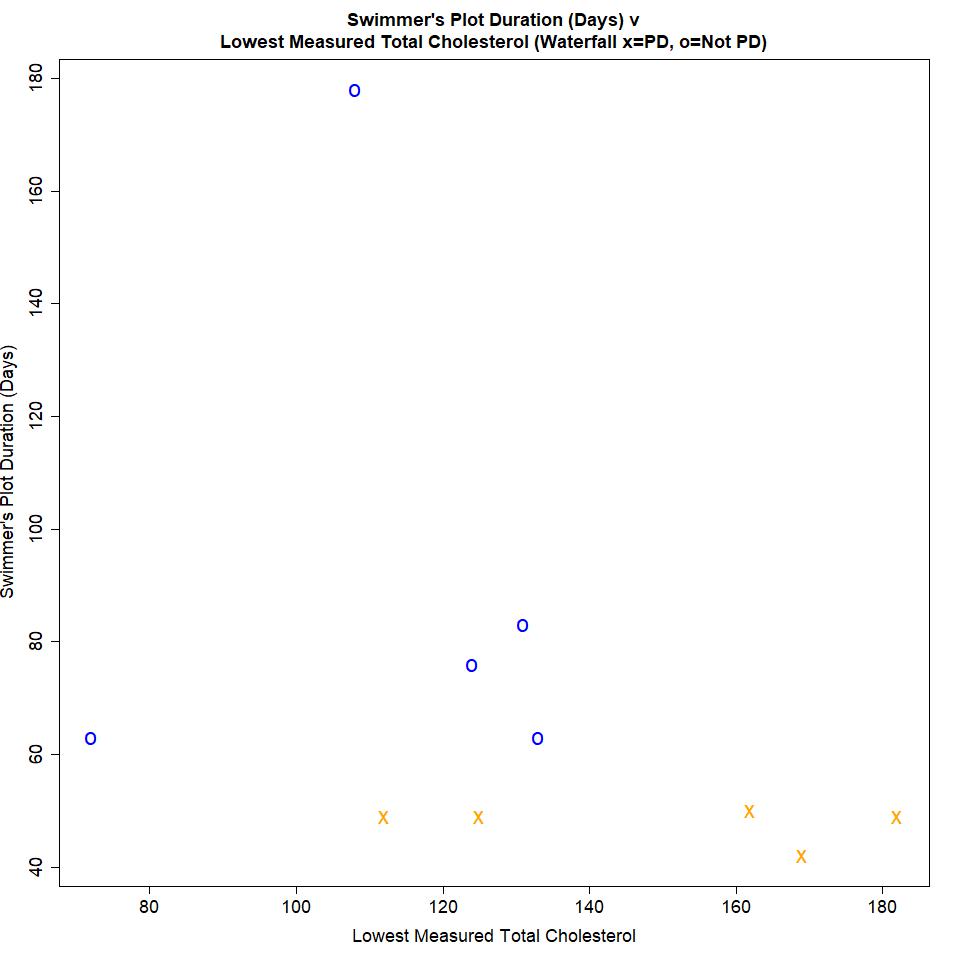 Swimmer's Plot Duration (Days) v
Lowest Measured Total Cholesterol (Waterfall x=PD, o=Not PD)
Swimmer's Plot Duration (Days)
180
160
140
120
100
80
60
40
o
o
o
o
o
x
x
x
x
x
80 100 120 140 160 180
Lowest Measured Total Cholesterol